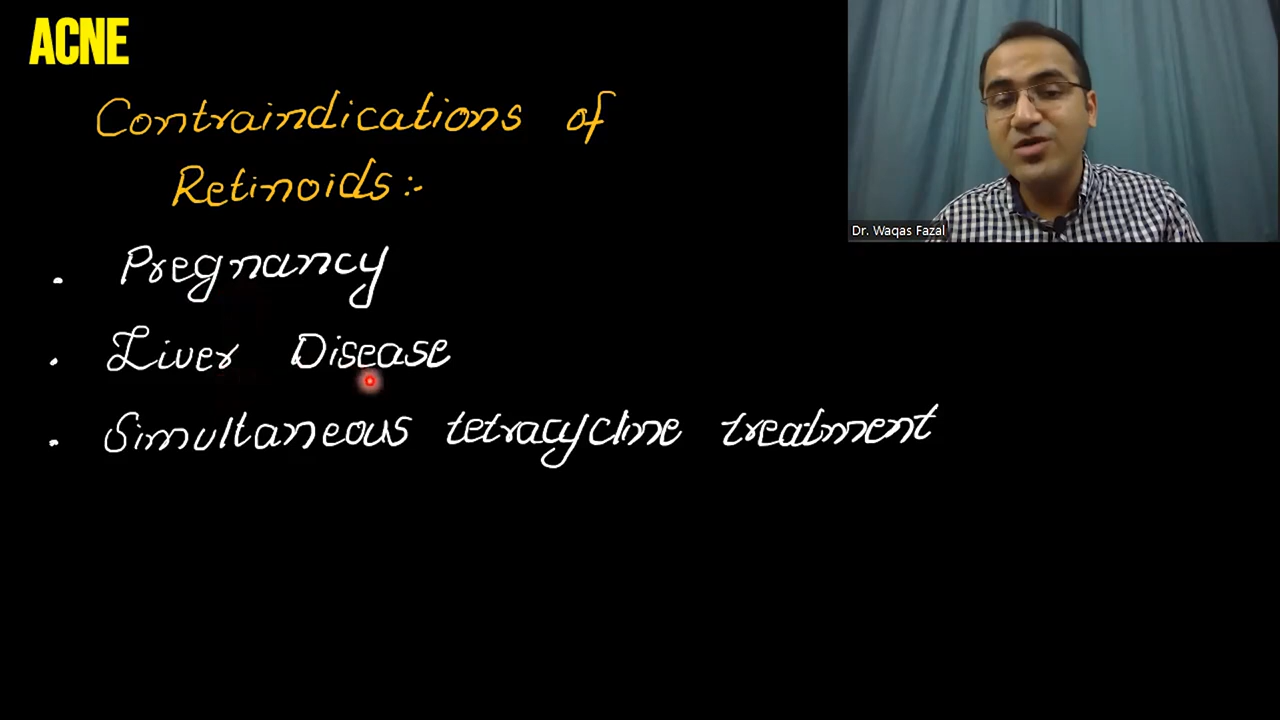 ACNE
Contraindications of
Retinoids:-
Dr. Waqas Fazal
. Pregnancy
. Liver Disease
. Simultaneous tetracycline treatment